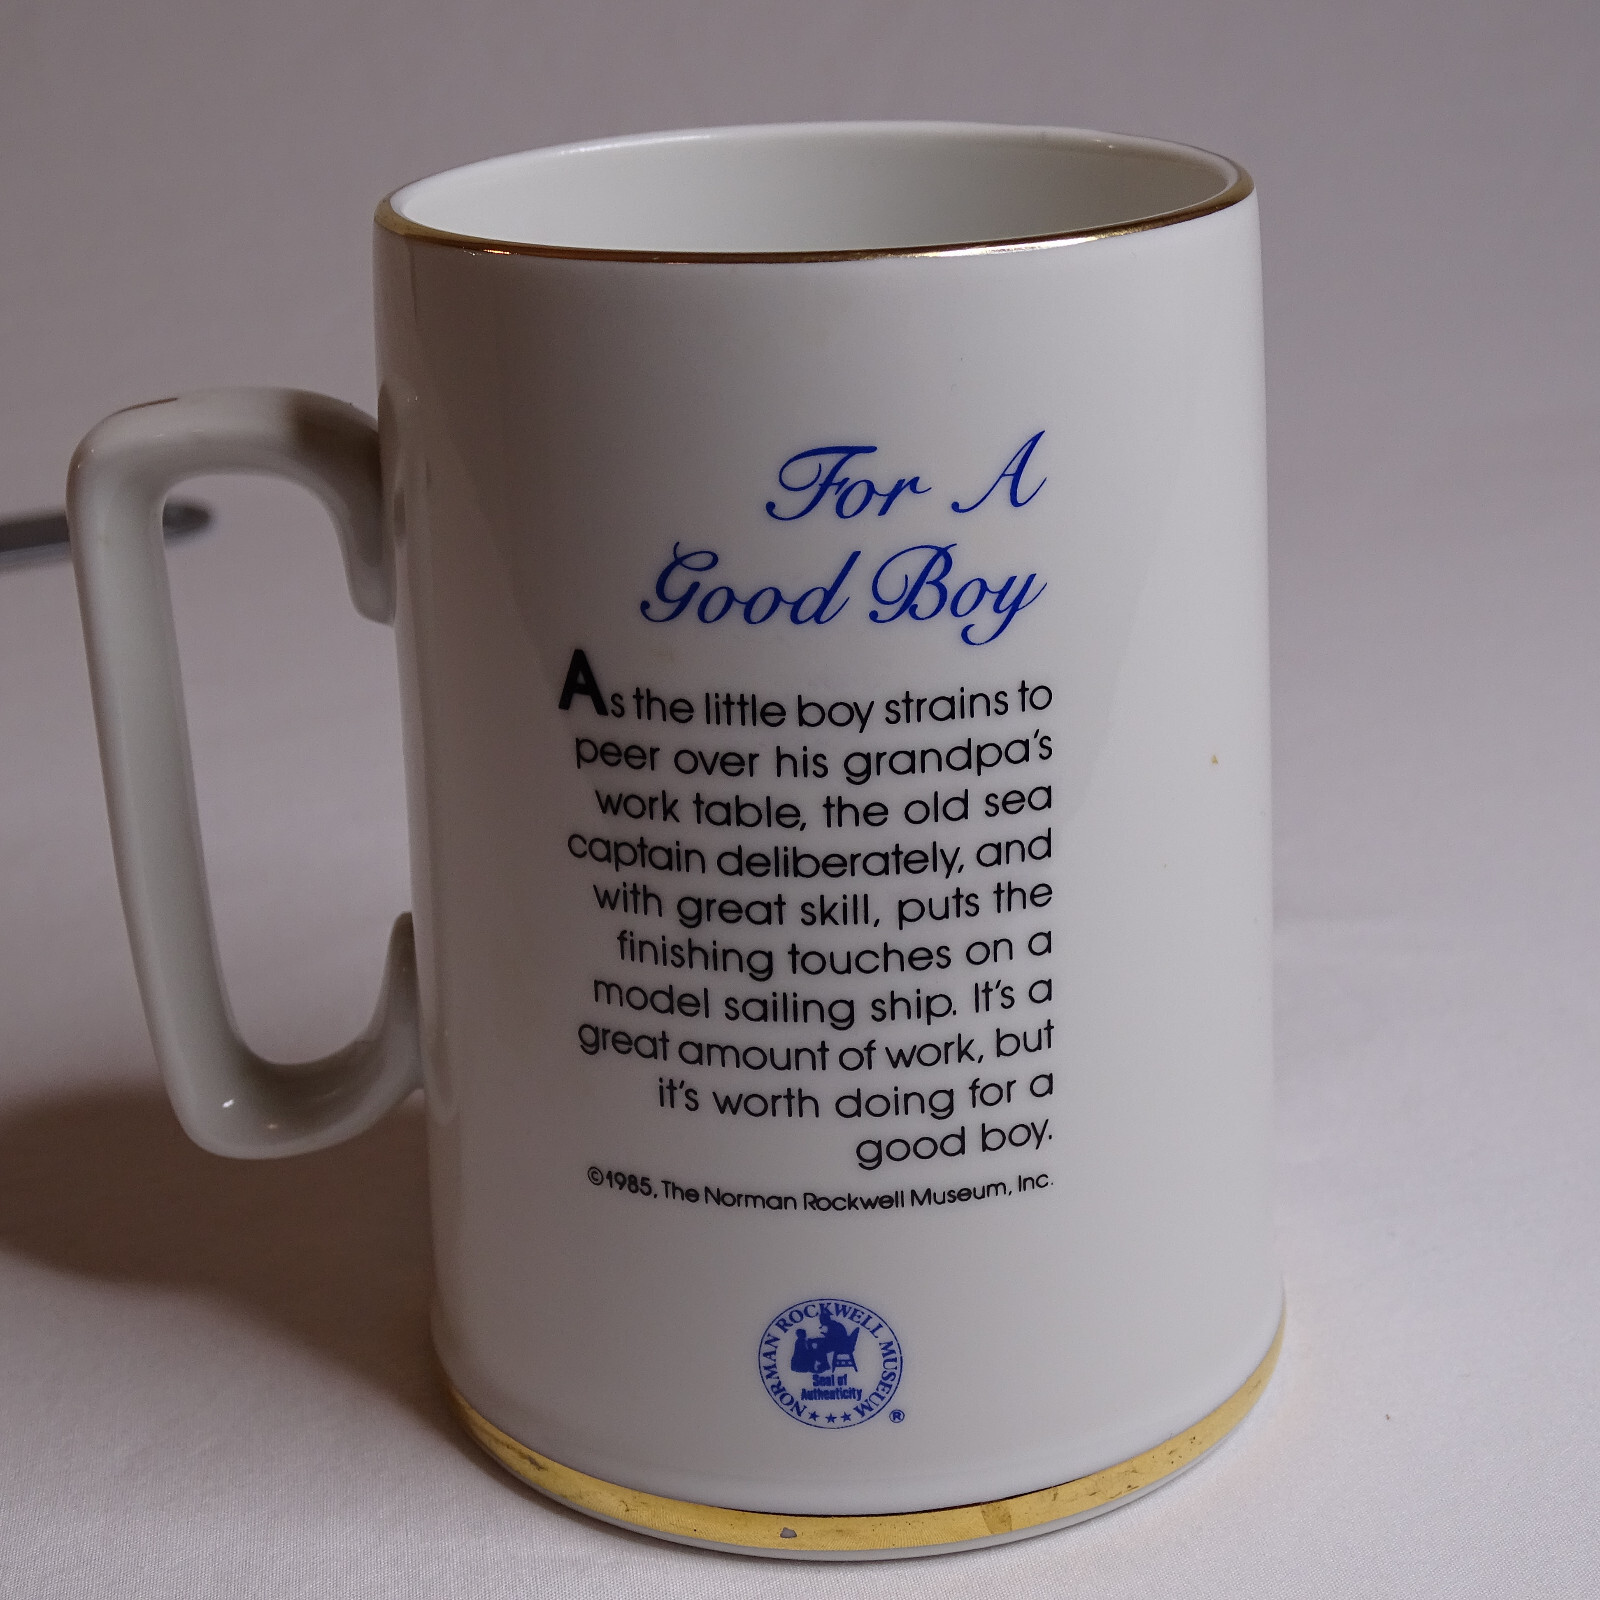 For A
Good Boy
As the little boy strains to
peer over his grandpa's
work table, the old sea
captain deliberately, and
with great skill, puts the
finishing touches on a
model sailing ship. It's a
great amount of work, but
it's worth doing for a
good boy.
©1985, The Norman Rockwell Museum, Inc.
NORMAN ROCKWELL MUSEUM
Seal of
Authenticity
★★★
®